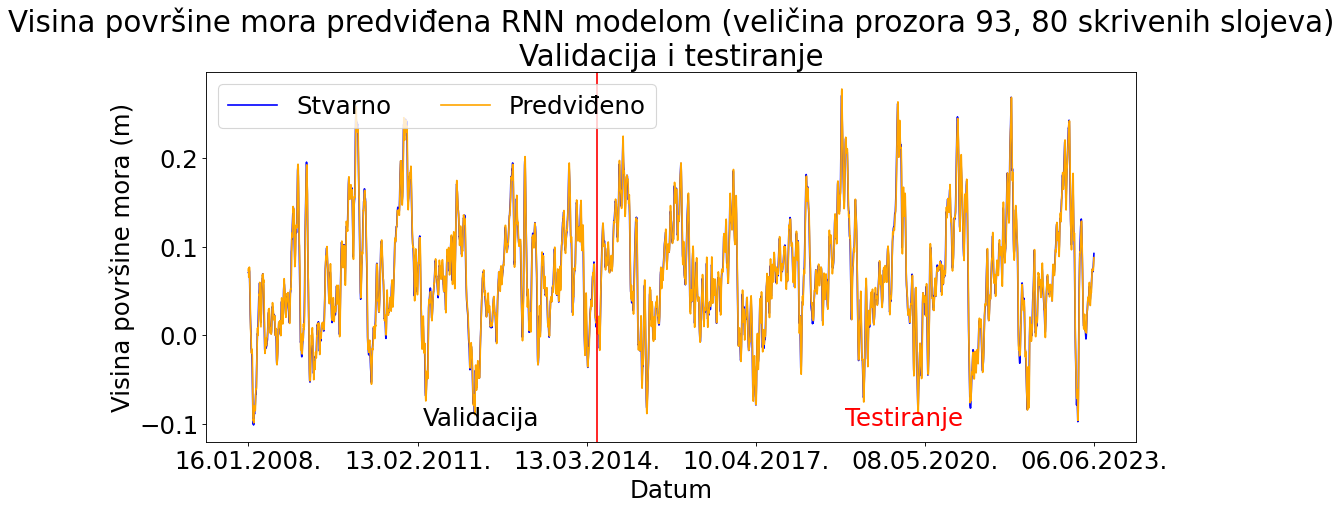 Visina površine mora predviđena RNN modelom (veličina prozora 93, 80 skrivenih slojeva)
Validacija i testiranje
Stvarno
Predviđeno
Visina površine mora (m)
0.2
0.1
0.0
−0.1
Validacija
Testiranje
16.01.2008.
13.02.2011.
13.03.2014.
10.04.2017.
08.05.2020.
06.06.2023.
Datum